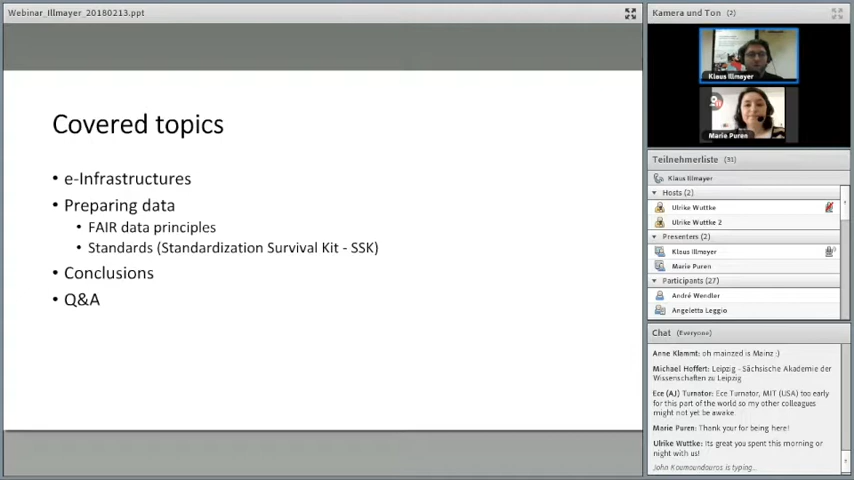 Webinar_Illmayer_20180213.ppt
Covered topics
• e-Infrastructures
• Preparing data
• FAIR data principles
• Standards (Standardization Survival Kit - SSK)
• Conclusions
• Q&A
Kamera und Ton (2)
Klaus Illmayer
Marie Puren
Teilnehmerliste (31)
Klaus Illmayer
Hosts (2)
Ulrike Wuttke
Ulrike Wuttke 2
Presenters (2)
Klaus Illmayer
Marie Puren
Participants (27)
André Wendler
Angeletta Leggio
Chat (Everyone)
Anne Klammt: oh mainzed is Mainz :)
Michael Hoffert: Leipzig - Sächsische Akademie der
Wissenschaften zu Leipzig
Ece (AJ) Turnator: Ece Turnator, MIT (USA) too early
for this part of the world so my other colleagues
might not yet be awake.
Marie Puren: Thank your for being here!
Ulrike Wuttke: Its great you spent this morning or
night with us!
John Koumoundouros is typing...